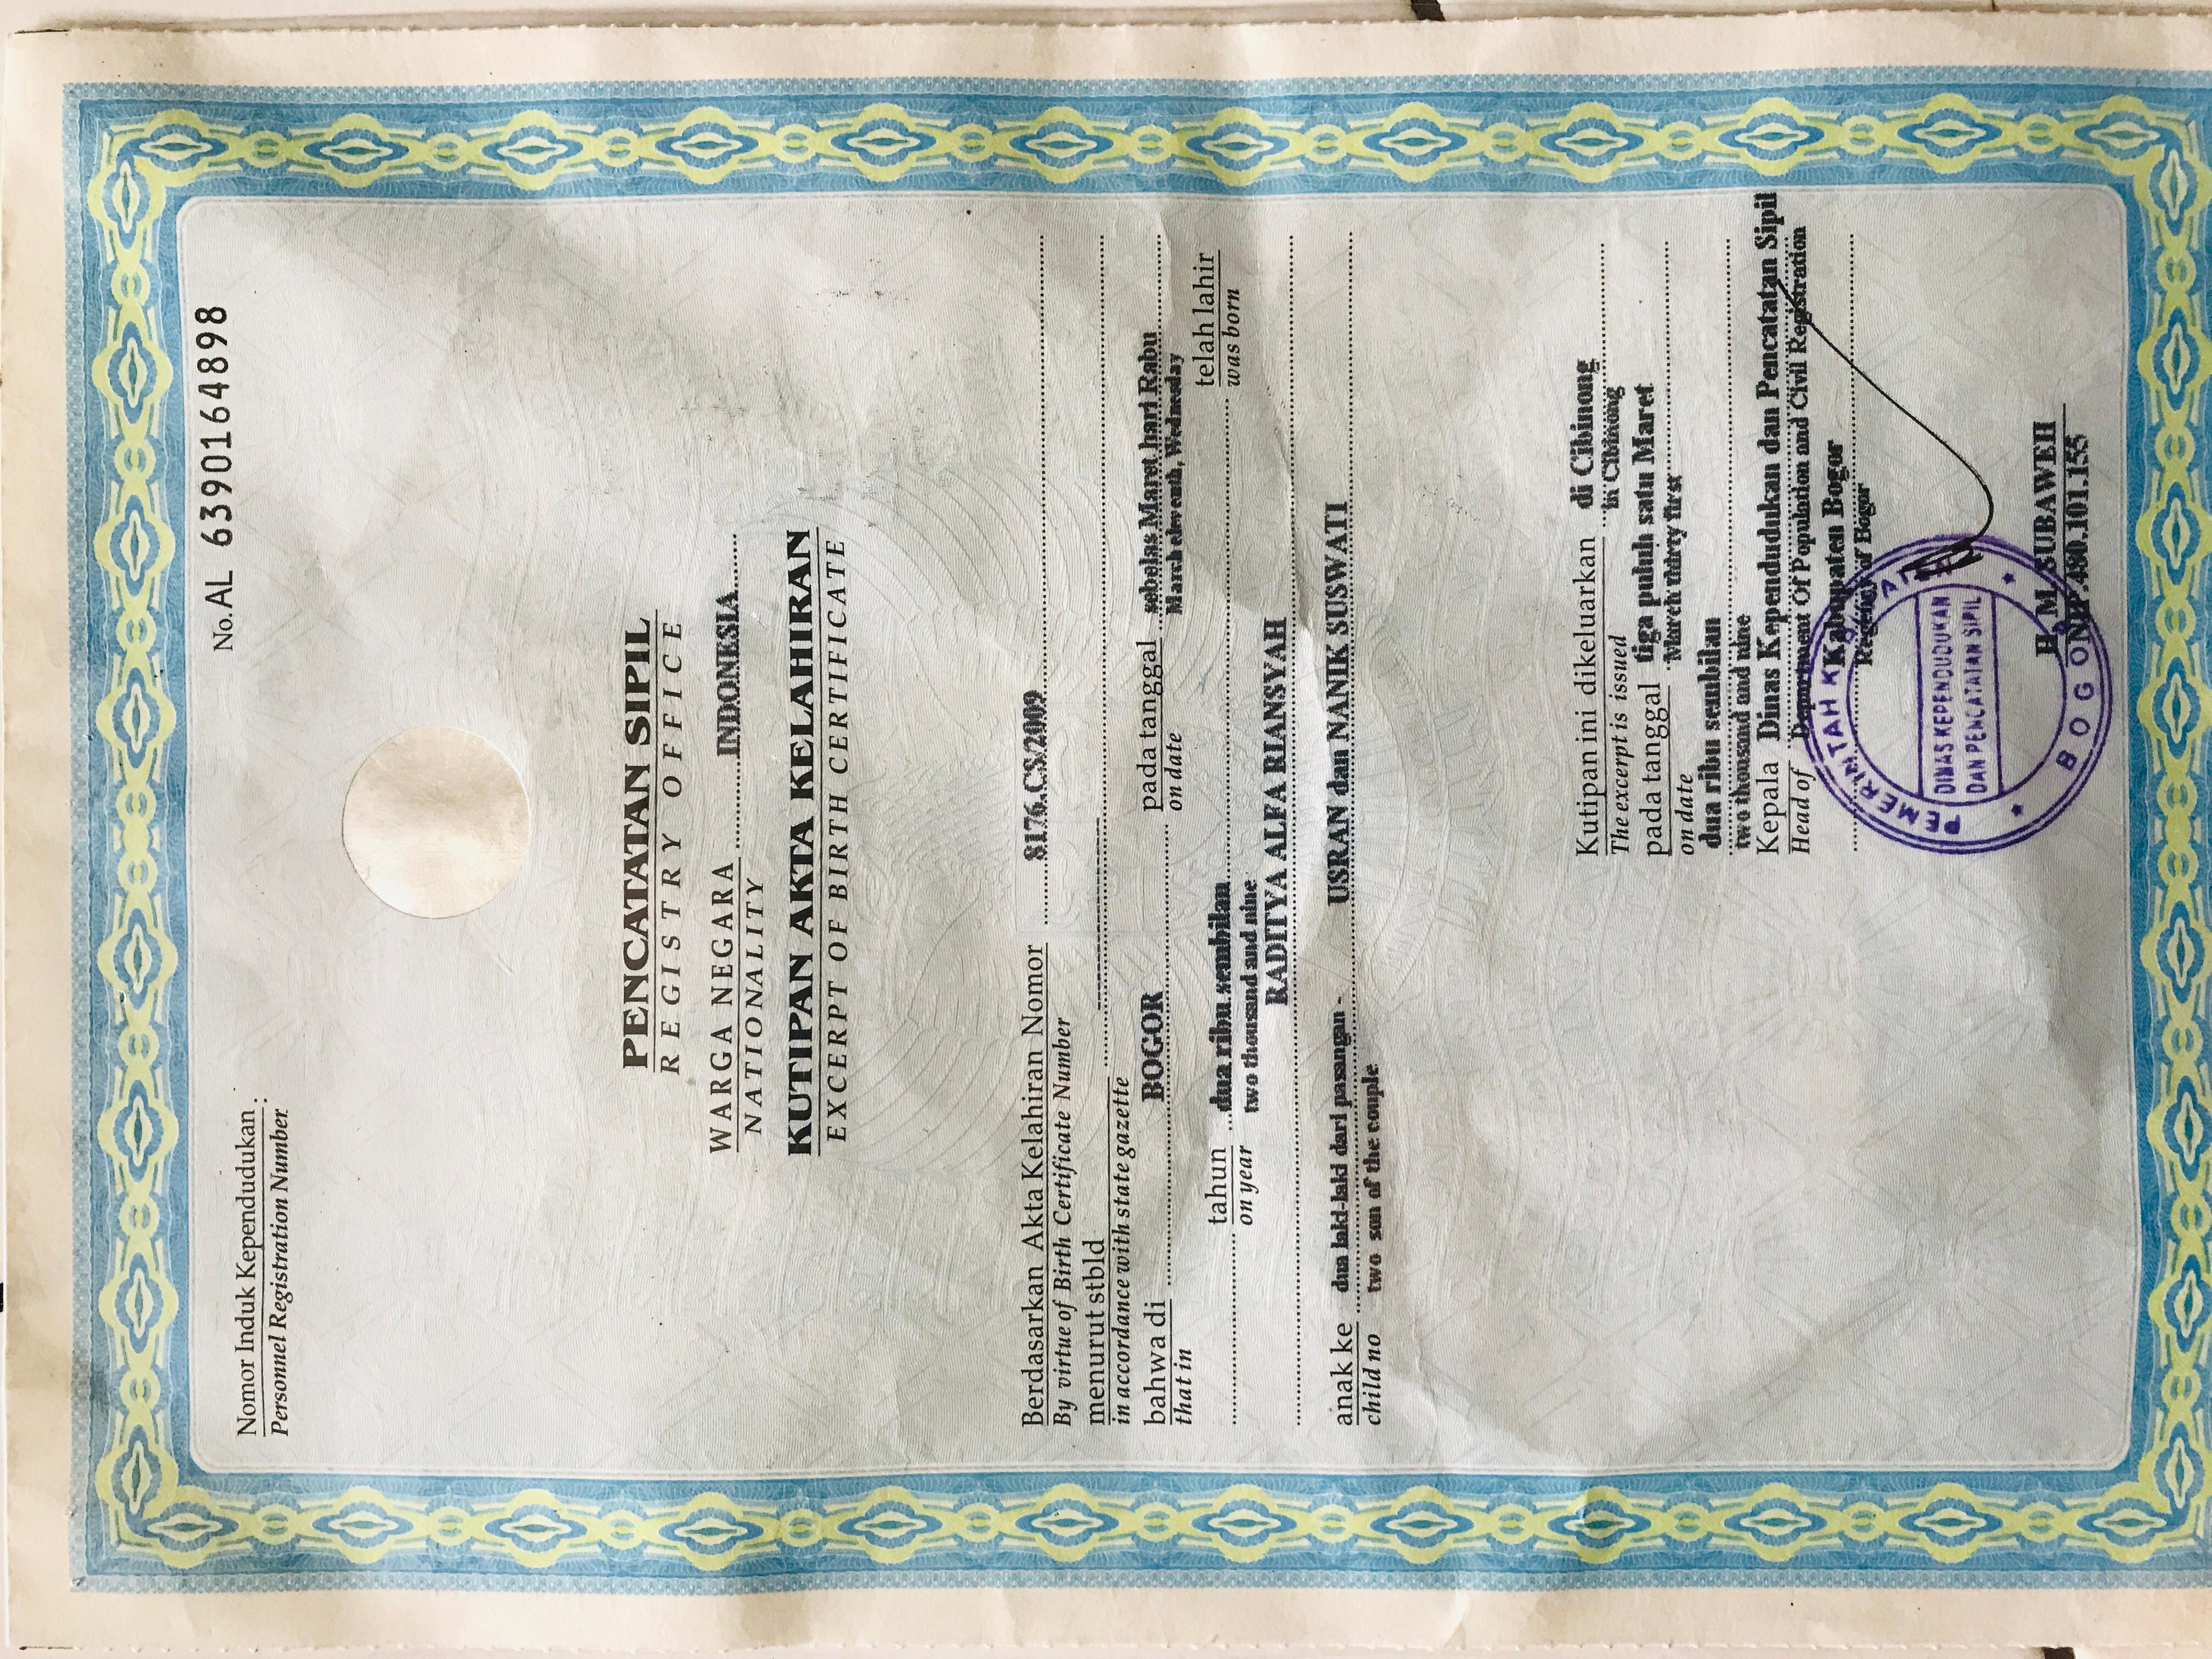 No. AL 6390164898
Nomor Induk Kependudukan :
Personnel Registration Number
PENCATATAN SIPIL
REGISTRY OFFICE
WARGA NEGARA INDONESIA
NATIONALITY
KUTIPAN AKTA KELAHIRAN
EXCERPT OF BIRTH CERTIFICATE
Berdasarkan Akta Kelahiran Nomor 8176.CS/2009
By virtue of Birth Certificate Number
menurut stbld
in accordance with state gazette
bahwa di BOGOR pada tanggal sebelas Maret hari Rabu
that in on date March eleventh, Wednesday
tahun dua ribu sembilan telah lahir
on year two thousand and nine was born
RADITYA ALFA RIANSYAH
anak ke dua laki-laki dari pasangan - USRAN dan NANIK SUSWATI
child no two son of the couple
Kutipan ini dikeluarkan di Cibinong
The excerpt is issued in Cibinong
pada tanggal tiga puluh satu Maret
on date March thirty first
dua ribu sembilan
two thousand and nine
Kepala Dinas Kependudukan dan Pencatatan Sipil
Head of Department Of Population and Civil Registration
Kabupaten Bogor
Regency of Bogor
PEMERINTAH KABUPATEN
DINAS KEPENDUDUKAN
DAN PENCATATAN SIPIL
BOGOR
H. M. SUBAWEH
NIP. 480.101.155